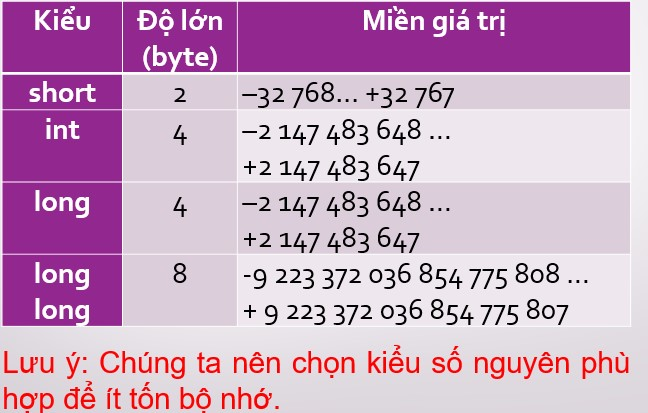 Kiểu Độ lớn Miền giá trị
(byte)
short 2 –32 768... +32 767
int 4 –2 147 483 648 ...
+2 147 483 647
long 4 –2 147 483 648 ...
+2 147 483 647
long 8 -9 223 372 036 854 775 808 ...
long + 9 223 372 036 854 775 807
Lưu ý: Chúng ta nên chọn kiểu số nguyên phù
hợp để ít tốn bộ nhớ.